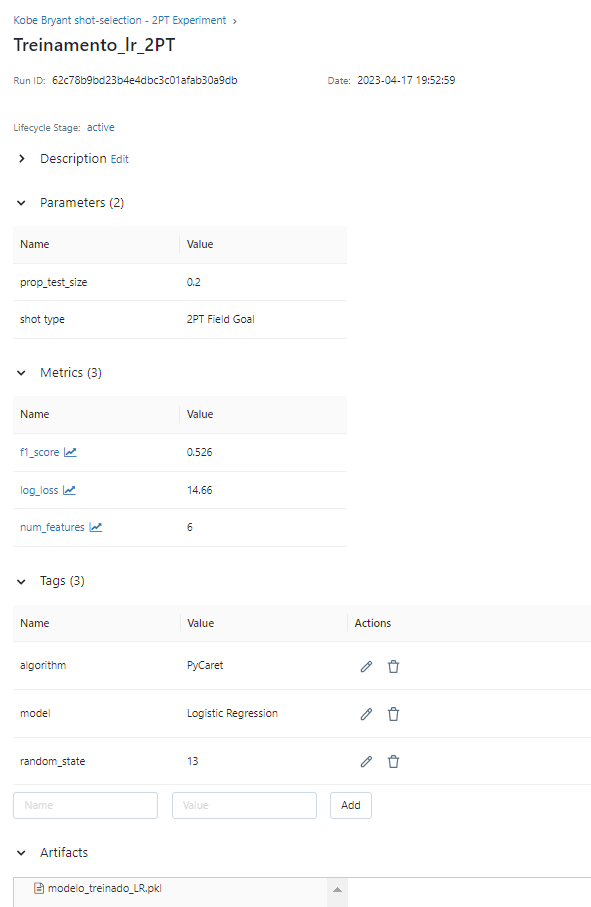 Kobe Bryant shot-selection - 2PT Experiment ›
Treinamento_lr_2PT
Run ID: 62c78b9bd23b4e4dbc3c01afab30a9db Date: 2023-04-17 19:52:59
Lifecycle Stage: active
Description Edit
Parameters (2)
Name Value
prop_test_size 0.2
shot type 2PT Field Goal
Metrics (3)
Name Value
f1_score 0.526
log_loss 14.66
num_features 6
Tags (3)
Name Value Actions
algorithm PyCaret
model Logistic Regression
random_state 13
Name Value Add
Artifacts
modelo_treinado_LR.pkl